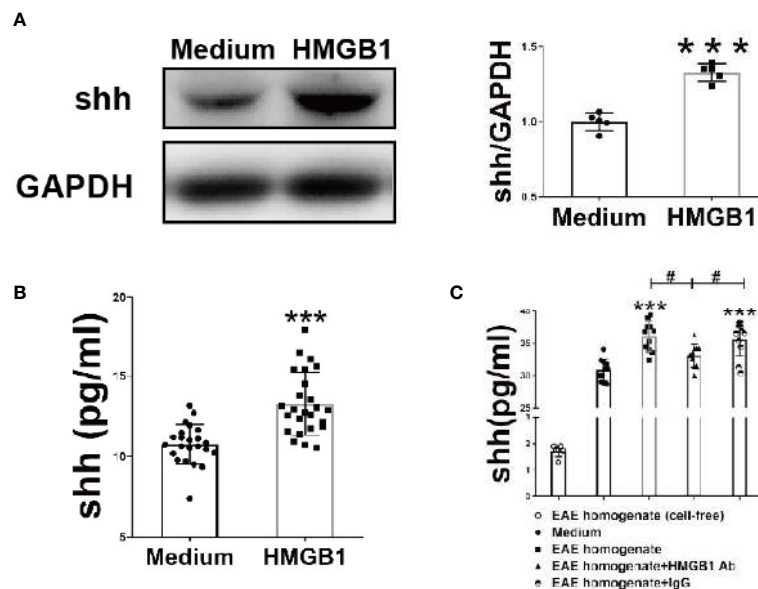 A
Medium HMGB1
shh
GAPDH
shh/GAPDH
1.5
1.0
0.5
***
Medium HMGB1
B
shh (pg/ml)
20
15
10
5
***
Medium HMGB1
C
shh(pg/ml)
40
35
30
25
2
1
0
# #
*** ***
EAE homogenate (cell-free)
Medium
EAE homogenate
EAE homogenate+HMGB1 Ab
EAE homogenate+IgG